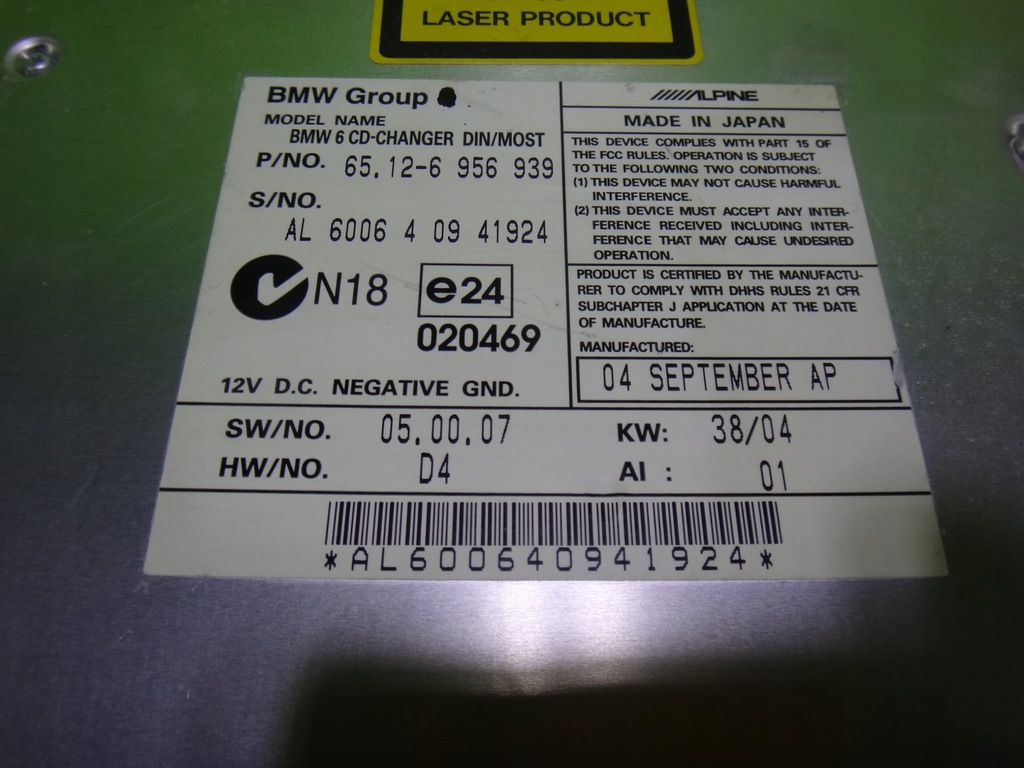 LASER PRODUCT
BMW Group
MODEL NAME
BMW 6 CD-CHANGER DIN/MOST
P/NO. 65.12-6 956 939
S/NO.
AL 6006 4 09 41924
N18 e24
020469
12V D.C. NEGATIVE GND.
ALPINE
MADE IN JAPAN
THIS DEVICE COMPLIES WITH PART 15 OF
THE FCC RULES. OPERATION IS SUBJECT
TO THE FOLLOWING TWO CONDITIONS:
(1) THIS DEVICE MAY NOT CAUSE HARMFUL
INTERFERENCE.
(2) THIS DEVICE MUST ACCEPT ANY INTER-
FERENCE RECEIVED INCLUDING INTER-
FERENCE THAT MAY CAUSE UNDESIRED
OPERATION.
PRODUCT IS CERTIFIED BY THE MANUFACTU-
RER TO COMPLY WITH DHHS RULES 21 CFR
SUBCHAPTER J APPLICATION AT THE DATE
OF MANUFACTURE.
MANUFACTURED:
04 SEPTEMBER AP
SW/NO. 05.00.07 KW: 38/04
HW/NO. D4 AI : 01
*AL600640941924*